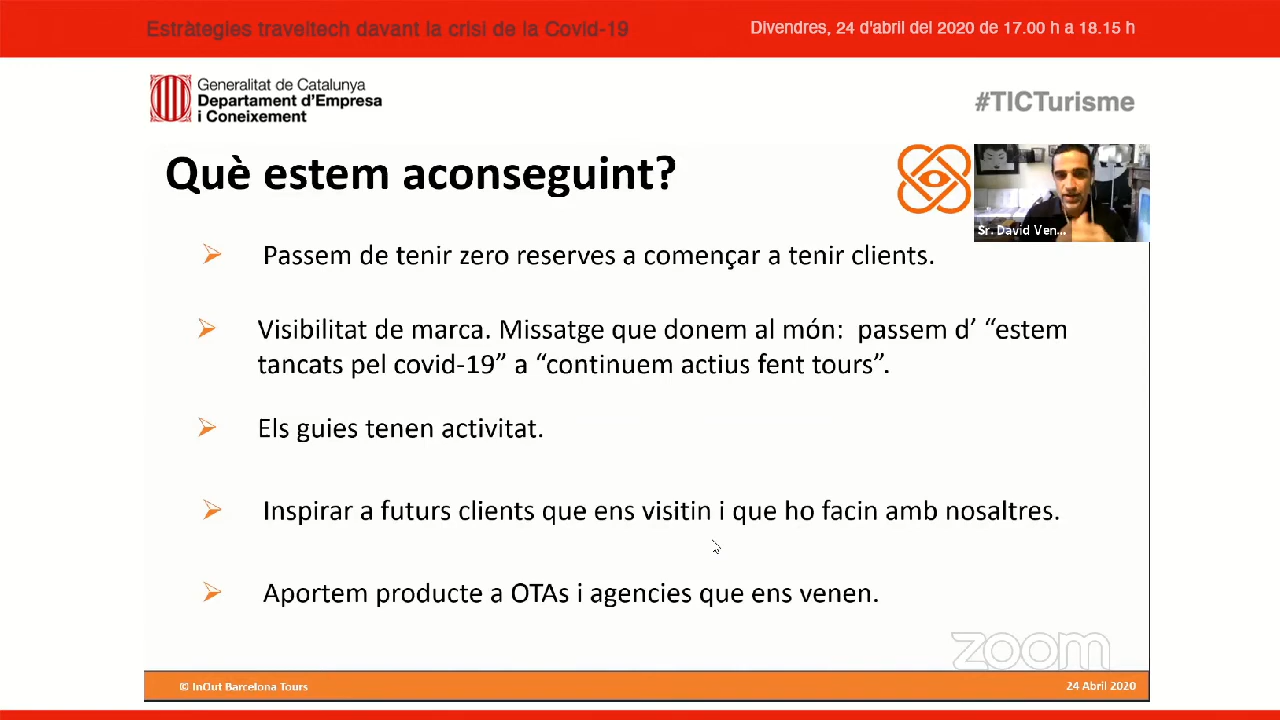 Estràtegies traveltech davant la crisi de la Covid-19
Divendres, 24 d'abril del 2020 de 17.00 h a 18.15 h
Generalitat de Catalunya
Departament d'Empresa
i Coneixement
#TICTurisme
Què estem aconseguint?
Sr. David Ven...
Passem de tenir zero reserves a començar a tenir clients.
Visibilitat de marca. Missatge que donem al món: passem d' “estem
tancats pel covid-19” a “continuem actius fent tours”.
Els guies tenen activitat.
Inspirar a futurs clients que ens visitin i que ho facin amb nosaltres.
Aportem producte a OTAs i agencies que ens venen.
zoom
© InOut Barcelona Tours
24 Abril 2020